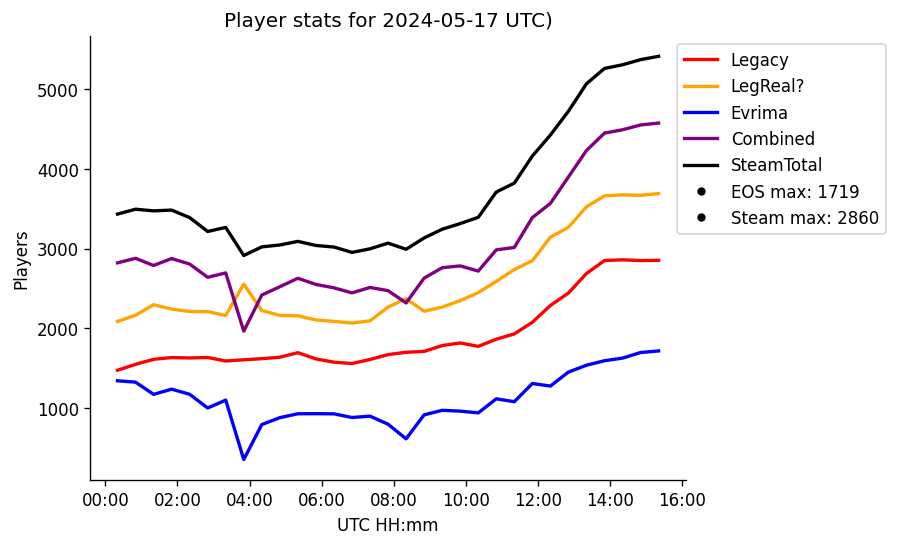 Player stats for 2024-05-17 UTC)
Players
5000
4000
3000
2000
1000
00:00 02:00 04:00 06:00 08:00 10:00 12:00 14:00 16:00
UTC HH:mm
Legacy
LegReal?
Evrima
Combined
SteamTotal
EOS max: 1719
Steam max: 2860